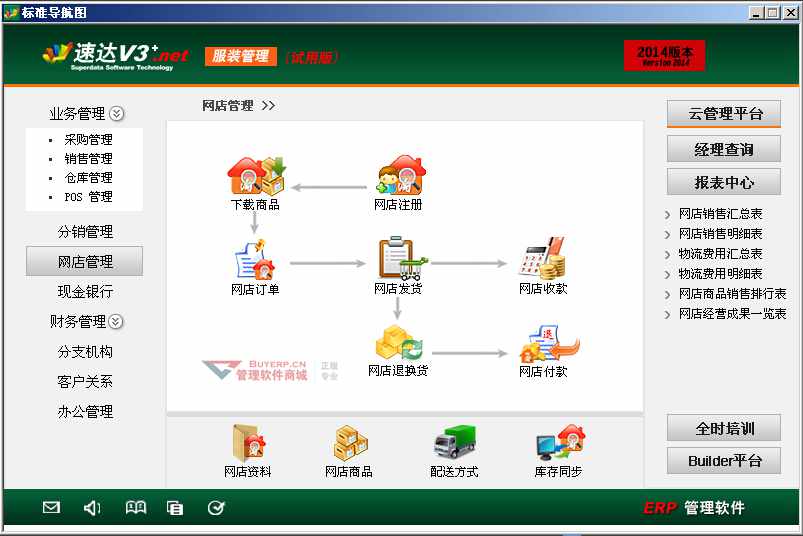 标准导航图
速达V3+.net
Superdata Software Technology
服装管理
(试用版)
2014版本
Version 2014
业务管理
采购管理
销售管理
仓库管理
POS 管理
分销管理
网店管理
现金银行
财务管理
分支机构
客户关系
办公管理
网店管理 >>
下载商品
网店注册
网店订单
网店发货
网店收款
退
网店退换货
网店付款
BUYERP.CN
管理软件商城
正版
专业
网店资料
网店商品
配送方式
库存同步
云管理平台
经理查询
报表中心
网店销售汇总表
网店销售明细表
物流费用汇总表
物流费用明细表
网店商品销售排行表
网店经营成果一览表
全时培训
Builder平台
ERP 管理软件